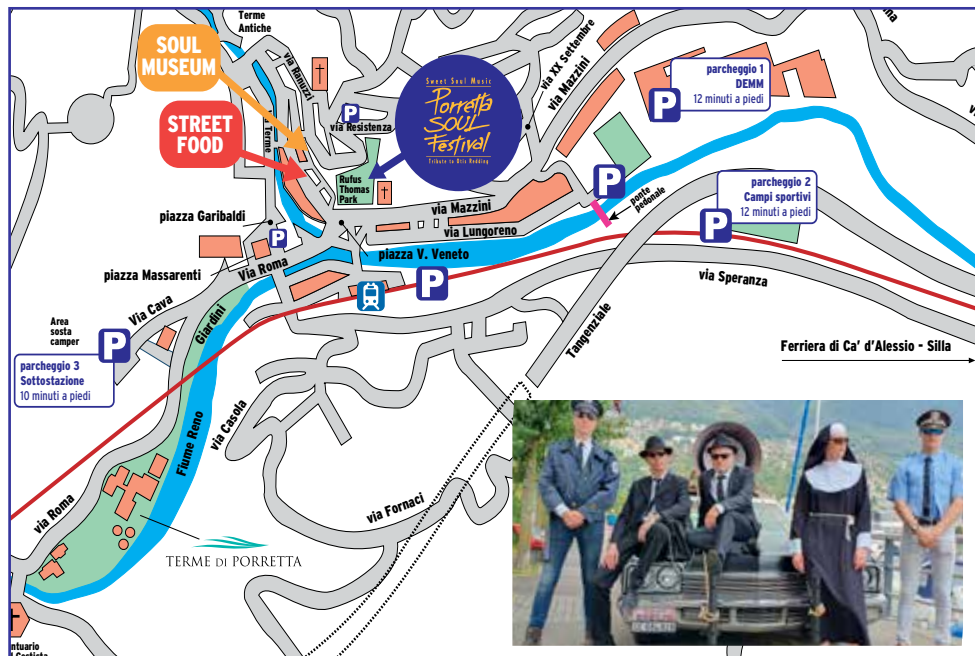 Terme
Antiche
SOUL
MUSEUM
STREET
FOOD
via Ranuzzi
via Terme
P
via Resistenza
Sweet Soul Music
Porretta
SOUL
Festival
Tribute to Otis Redding
Rufus
Thomas
Park
via XX Settembre
via Mazzini
parcheggio 1
DEMM
12 minuti a piedi
P
P
ponte
pedonale
parcheggio 2
Campi sportivi
12 minuti a piedi
P
via Mazzini
via Lungoreno
piazza Garibaldi
P
piazza V. Veneto
piazza Massarenti
Via Roma
P
via Speranza
Via Cava
Giardini
Area
sosta
camper
P
parcheggio 3
Sottostazione
10 minuti a piedi
Tangenziale
Ferriera di Ca' d'Alessio - Silla
via Casola
Fiume Reno
via Roma
via Fornaci
TERME DI PORRETTA